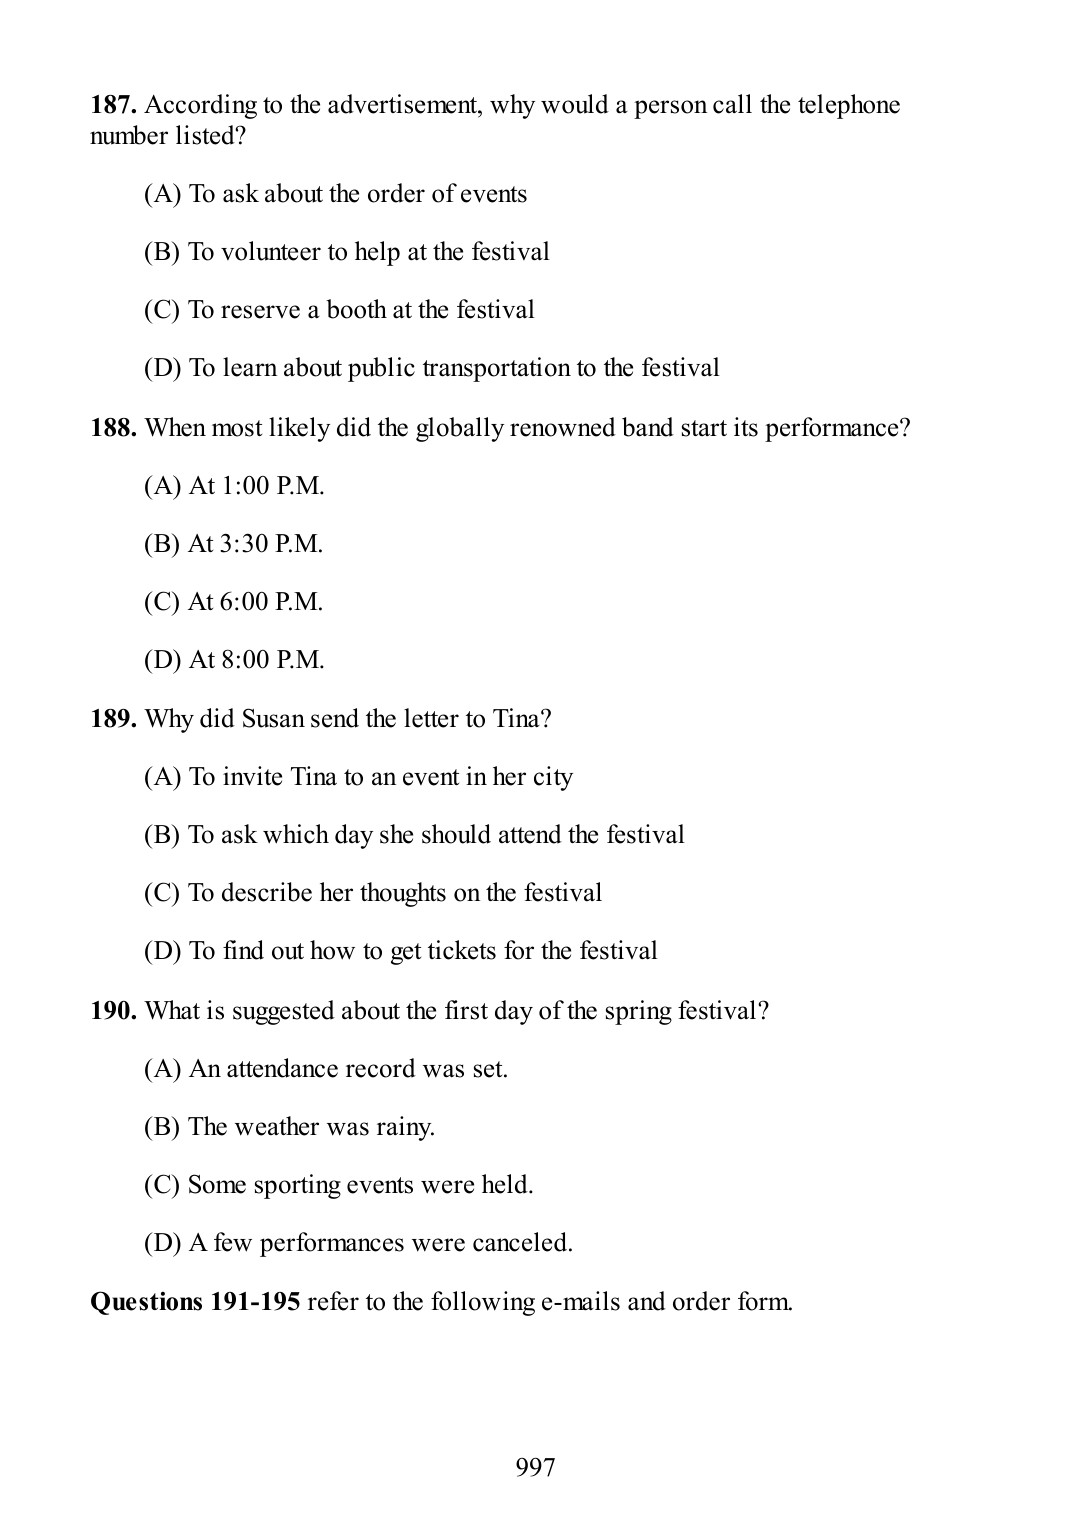 187. According to the advertisement, why would a person call the telephone
number listed?
(A) To ask about the order of events
(B) To volunteer to help at the festival
(C) To reserve a booth at the festival
(D) To learn about public transportation to the festival
188. When most likely did the globally renowned band start its performance?
(A) At 1:00 P.M.
(B) At 3:30 P.M.
(C) At 6:00 P.M.
(D) At 8:00 P.M.
189. Why did Susan send the letter to Tina?
(A) To invite Tina to an event in her city
(B) To ask which day she should attend the festival
(C) To describe her thoughts on the festival
(D) To find out how to get tickets for the festival
190. What is suggested about the first day of the spring festival?
(A) An attendance record was set.
(B) The weather was rainy.
(C) Some sporting events were held.
(D) A few performances were canceled.
Questions 191-195 refer to the following e-mails and order form.
997